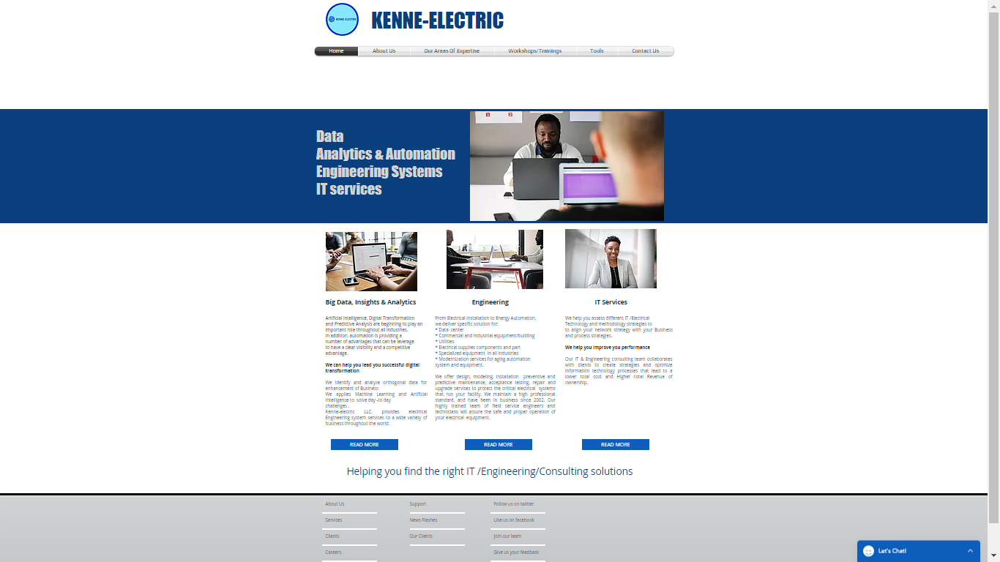 KENNE-ELECTRIC
KENNE-ELECTRIC
Home
About Us
Our Areas Of Expertise
Workshops/Trainings
Tools
Contact Us
Data
Analytics & Automation
Engineering Systems
IT services
1 2
Big Data, Insights & Analytics
Artificial Intelligence, Digital Transformation
and Predictive Analysis are beginning to play an
important role throughout all industries.
In addition, automation is providing a
number of advantages that can be leverage
to have a clear visibility and a competitive
advantage.
We can help you lead you successful digital
transformation
We identify and analyze orthogonal data for
enhancement of Business
We applies Machine Learning and Artificial
Intelligence to solve day -to day
challenges .
Kenne-electric LLC. provides electrical
Engineering system services to a wide variety of
business throughout the world.
READ MORE
Engineering
From Electrical Installation to Energy Automation,
we deliver specific solution for:
* Data center
* Commercial and industrial equipment/building
* Utilities
* Electrical supplies components and part
* Specialized equipment in all industries
* Modernization services for aging automation
system and equipment.
We offer design, modeling, installation preventive and
predictive maintenance, acceptance testing, repair and
upgrade services to protect the critical electrical systems
that run your facility. We maintain a high professional
standard, and have been in business since 2002. Our
highly trained team of field service engineers and
technicians will assure the safe and proper operation of
your electrical equipment.
READ MORE
IT Services
We help you assess different IT /Electrical
Technology and methodology strategies to
to align your network strategy with your Business
and process strategies.
We help you improve you performance
Our IT & Engineering consulting team collaborates
with clients to create strategies and optimize
information technology processes that lead to a
lower total cost and Higher total Revenue of
ownership.
READ MORE
Helping you find the right IT /Engineering/Consulting solutions
About Us
Services
Clients
Careers
Support
News Flashes
Our Clients
Follow us on twitter
Like us on facebook
Join our team
Give us your feedback
Let's Chat!